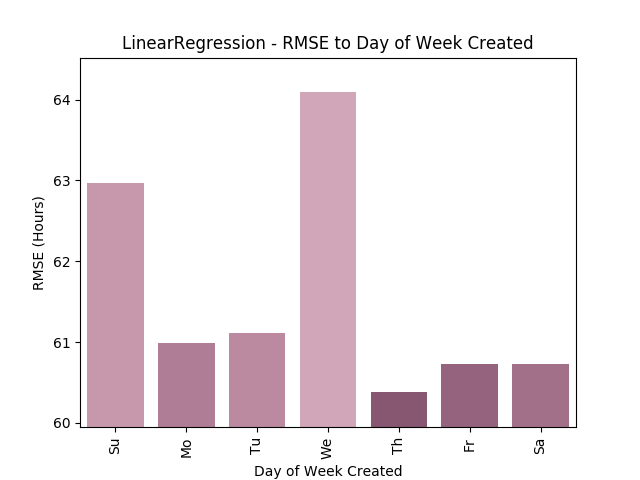 LinearRegression - RMSE to Day of Week Created
64
63
62
61
60
RMSE (Hours)
Su Mo Tu We Th Fr Sa
Day of Week Created